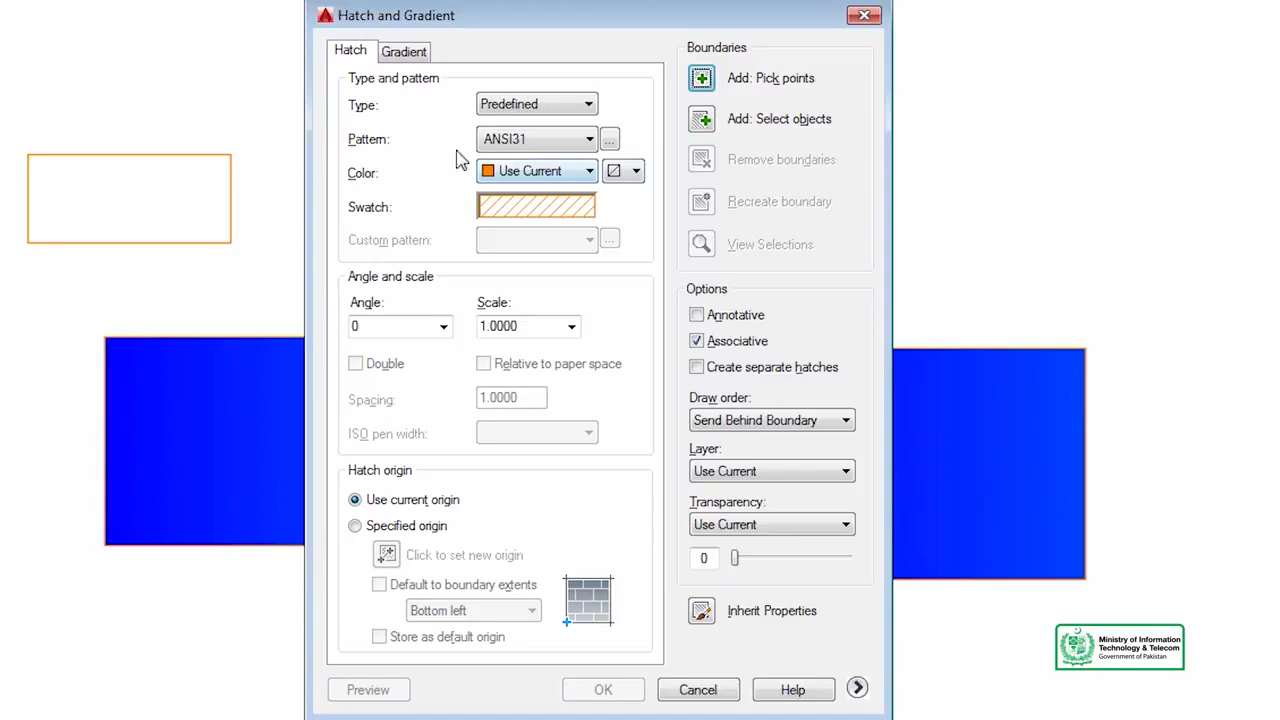 Hatch and Gradient
Hatch
Gradient
Type and pattern
Type:
Predefined
Pattern:
ANSI31
...
Color:
Use Current
Swatch:
Custom pattern:
...
Angle and scale
Angle:
Scale:
0
1.0000
Double
Relative to paper space
Spacing:
1.0000
ISO pen width:
Hatch origin
Use current origin
Specified origin
Click to set new origin
Default to boundary extents
Bottom left
Store as default origin
Boundaries
Add: Pick points
Add: Select objects
Remove boundaries
Recreate boundary
View Selections
Options
Annotative
Associative
Create separate hatches
Draw order:
Send Behind Boundary
Layer:
Use Current
Transparency:
Use Current
0
Inherit Properties
Preview
OK
Cancel
Help
Ministry of Information
Technology & Telecom
Government of Pakistan